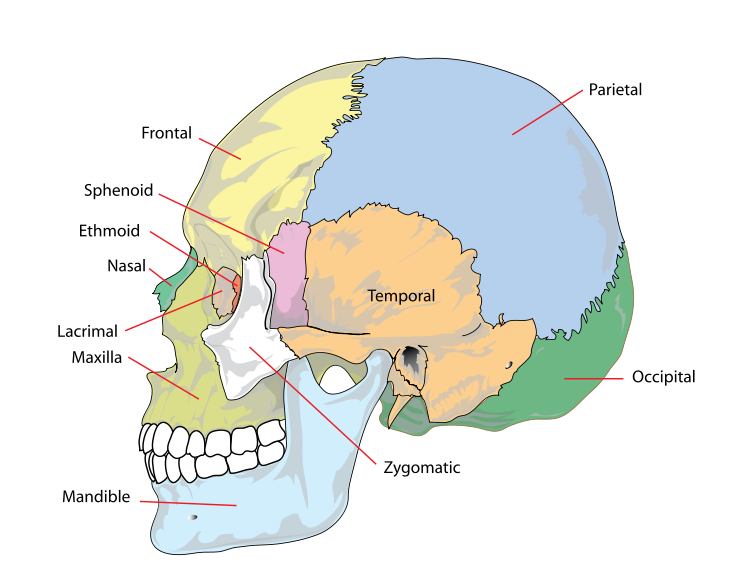 Parietal
Frontal
Sphenoid
Ethmoid
Nasal
Temporal
Lacrimal
Maxilla
Occipital
Zygomatic
Mandible